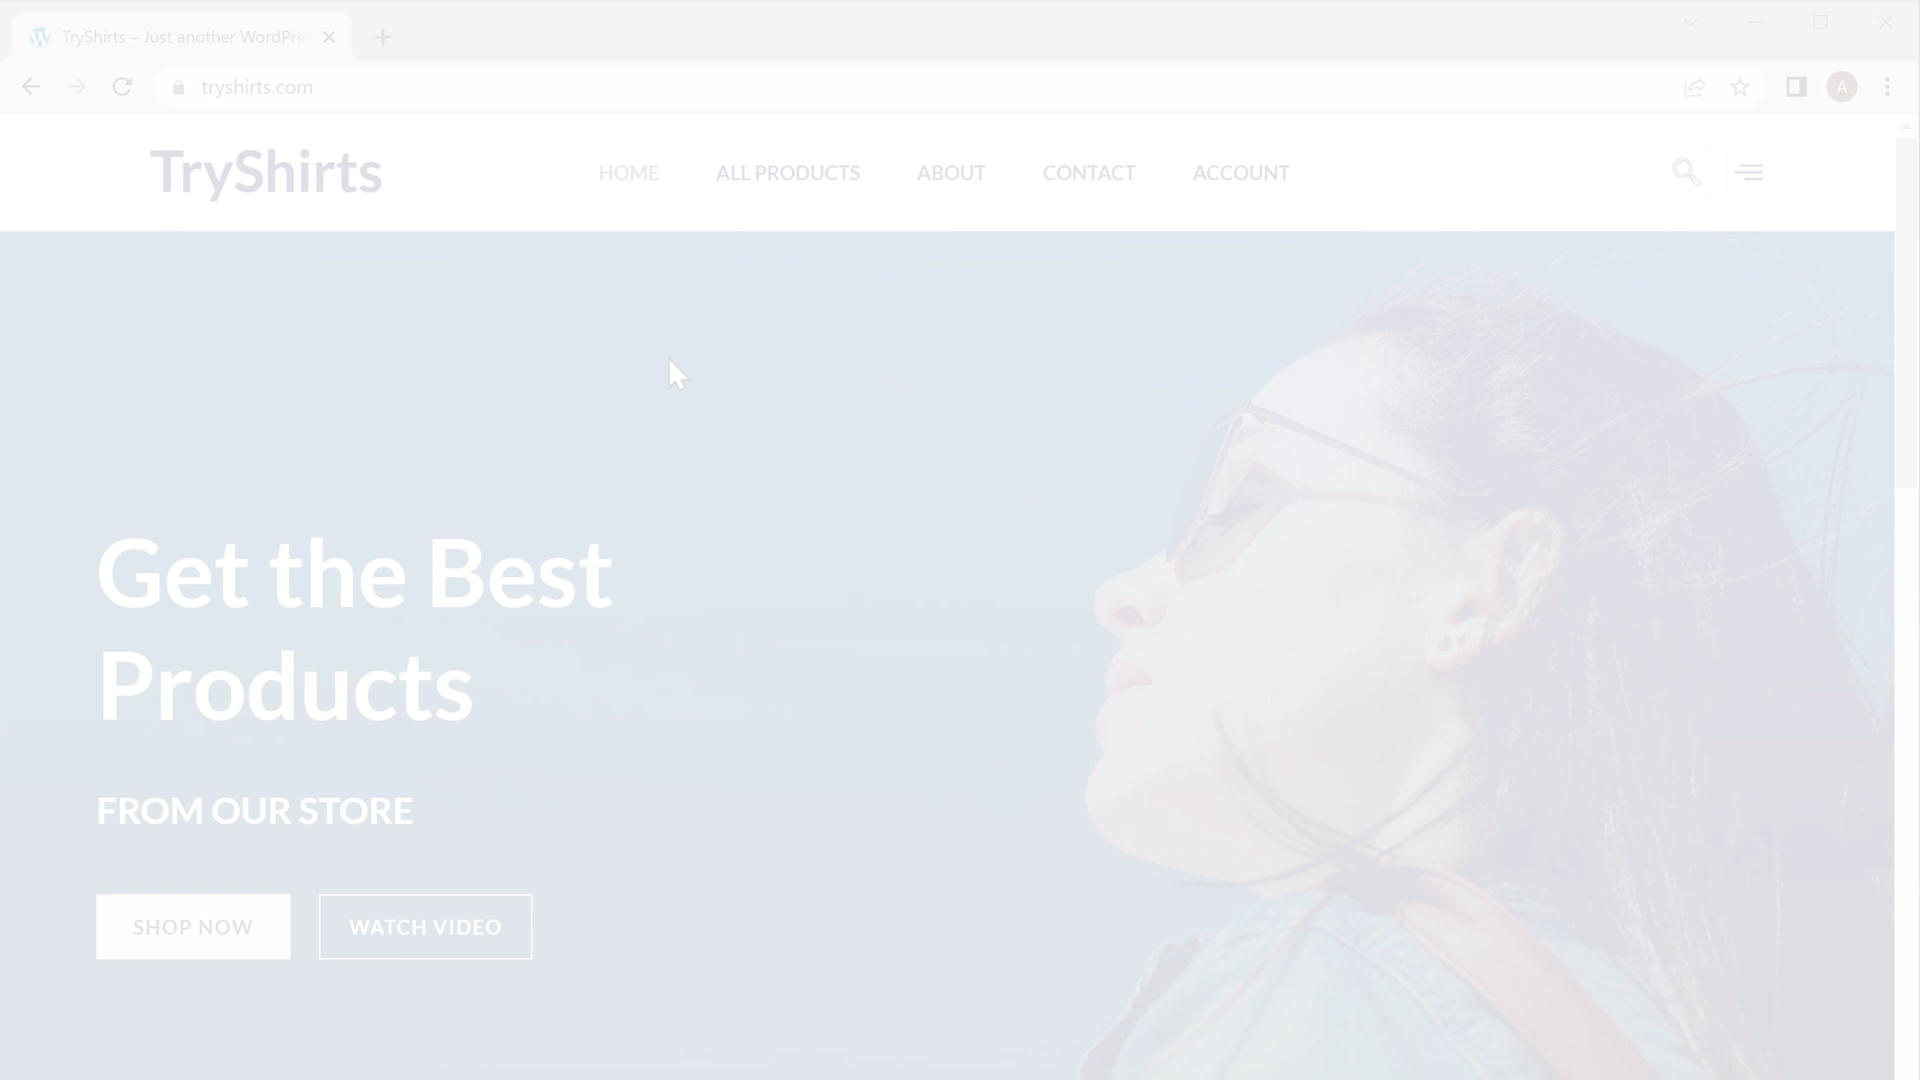 TryShirts – Just another WordPre
tryshirts.com
A
TryShirts
HOME
ALL PRODUCTS
ABOUT
CONTACT
ACCOUNT
Get the Best
Products
FROM OUR STORE
SHOP NOW
WATCH VIDEO